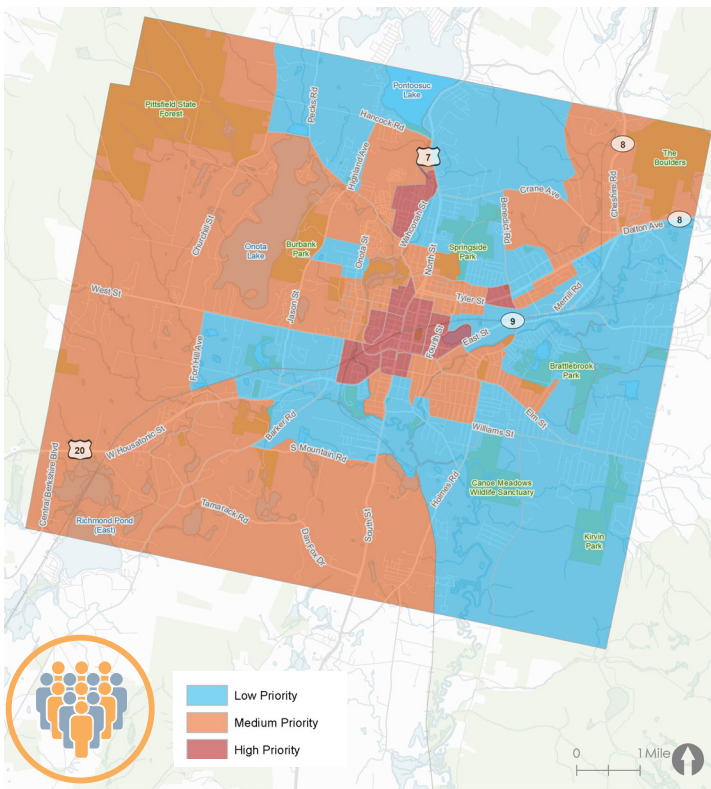 Pontoosuc
Lake
Pecks Rd
Hancock Rd
Pittsfield State
Forest
8
The
Boulders
7
Highland Ave
Crane Ave
Cheshire Rd
8
Dalton Ave
Churchill St
Wahconah St
Benedict Rd
Onota
Lake
Burbank
Park
Onota St
North St
Springside
Park
West St
Jason St
Tyler St
Merrill Rd
9
Fort Hill Ave
Fourth St
East St
Brattlebrook
Park
Barker Rd
Elm St
Williams St
20
W Housatonic St
S Mountain Rd
Central Berkshire Blvd
Holmes Rd
Canoe Meadows
Wildlife Sanctuary
Tamarack Rd
South St
Richmond Pond
(East)
Dan Fox Dr
Kirvin
Park
Low Priority
Medium Priority
High Priority
0 1 Mile